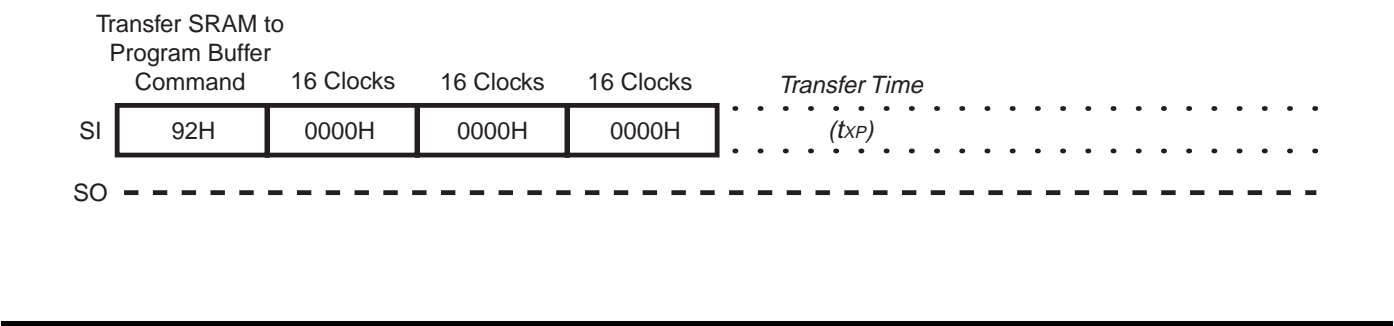 Transfer SRAM to
Program Buffer
Command 16 Clocks 16 Clocks 16 Clocks Transfer Time
SI 92H 0000H 0000H 0000H (tXP)
SO